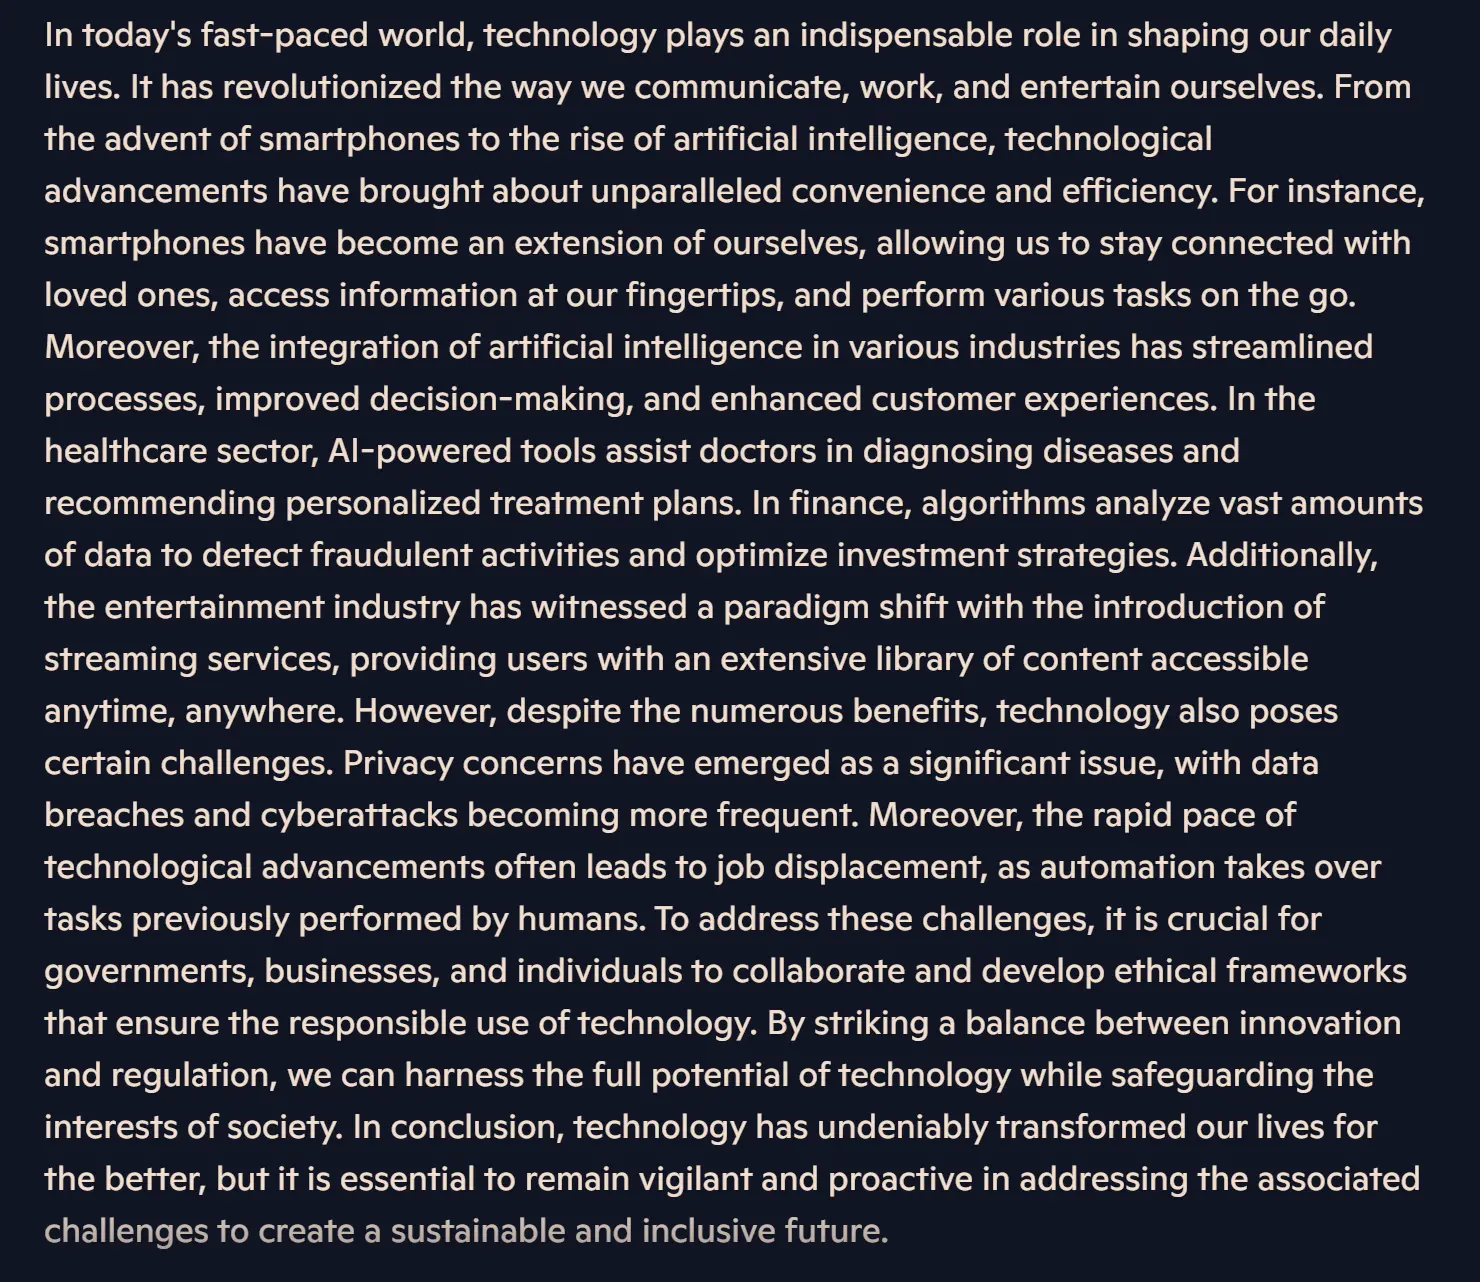 In today's fast-paced world, technology plays an indispensable role in shaping our daily
lives. It has revolutionized the way we communicate, work, and entertain ourselves. From
the advent of smartphones to the rise of artificial intelligence, technological
advancements have brought about unparalleled convenience and efficiency. For instance,
smartphones have become an extension of ourselves, allowing us to stay connected with
loved ones, access information at our fingertips, and perform various tasks on the go.
Moreover, the integration of artificial intelligence in various industries has streamlined
processes, improved decision-making, and enhanced customer experiences. In the
healthcare sector, AI-powered tools assist doctors in diagnosing diseases and
recommending personalized treatment plans. In finance, algorithms analyze vast amounts
of data to detect fraudulent activities and optimize investment strategies. Additionally,
the entertainment industry has witnessed a paradigm shift with the introduction of
streaming services, providing users with an extensive library of content accessible
anytime, anywhere. However, despite the numerous benefits, technology also poses
certain challenges. Privacy concerns have emerged as a significant issue, with data
breaches and cyberattacks becoming more frequent. Moreover, the rapid pace of
technological advancements often leads to job displacement, as automation takes over
tasks previously performed by humans. To address these challenges, it is crucial for
governments, businesses, and individuals to collaborate and develop ethical frameworks
that ensure the responsible use of technology. By striking a balance between innovation
and regulation, we can harness the full potential of technology while safeguarding the
interests of society. In conclusion, technology has undeniably transformed our lives for
the better, but it is essential to remain vigilant and proactive in addressing the associated
challenges to create a sustainable and inclusive future.